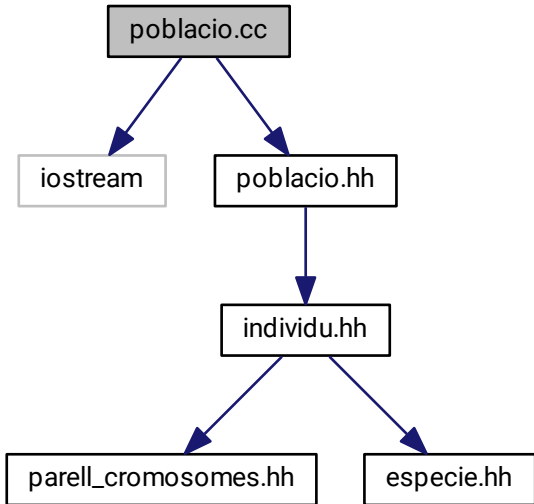 poblacio.cc
iostream
poblacio.hh
individu.hh
parell_cromosomes.hh
especie.hh